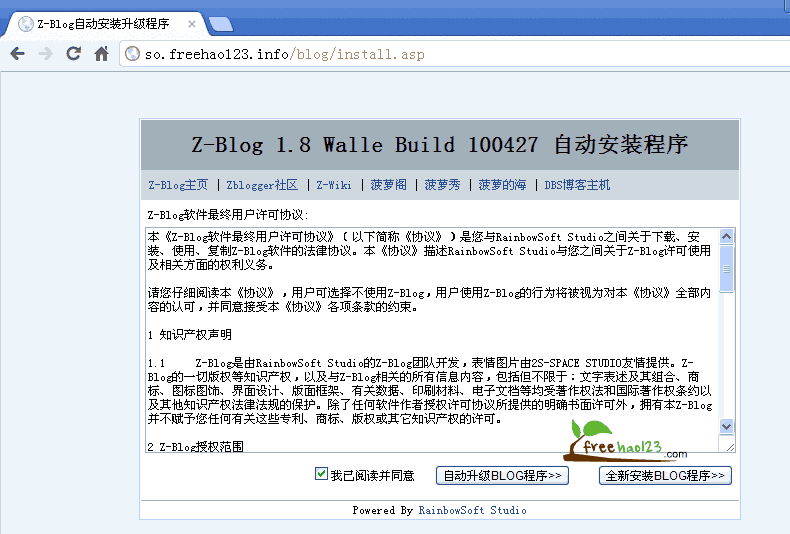 Z-Blog自动安装升级程序
so.freehao123.info/blog/install.asp
Z-Blog 1.8 Walle Build 100427 自动安装程序
Z-Blog主页 | Zblogger社区 | Z-Wiki | 菠萝阁 | 菠萝秀 | 菠萝的海 | DBS博客主机
Z-Blog软件最终用户许可协议:
本《Z-Blog软件最终用户许可协议》(以下简称《协议》)是您与RainbowSoft Studio之间关于下载、安
装、使用、复制Z-Blog软件的法律协议。本《协议》描述RainbowSoft Studio与您之间关于Z-Blog许可使用
及相关方面的权利义务。
请您仔细阅读本《协议》,用户可选择不使用Z-Blog,用户使用Z-Blog的行为将被视为对本《协议》全部内
容的认可,并同意接受本《协议》各项条款的约束。
1 知识产权声明
1.1 Z-Blog是由RainbowSoft Studio的Z-Blog团队开发,表情图片由2S-SPACE STUDIO友情提供。Z-
Blog的一切版权等知识产权,以及与Z-Blog相关的所有信息内容,包括但不限于:文字表述及其组合、商
标、图标图饰、界面设计、版面框架、有关数据、印刷材料、电子文档等均受著作权法和国际著作权条约以
及其他知识产权法律法规的保护。除了任何软件作者授权许可协议所提供的明确书面许可外,拥有本Z-Blog
并不赋予您任何有关这些专利、商标、版权或其它知识产权的许可。
2 Z-Blog授权范围
freehao123.com
我已阅读并同意 自动升级BLOG程序>> 全新安装BLOG程序>>
Powered By RainbowSoft Studio